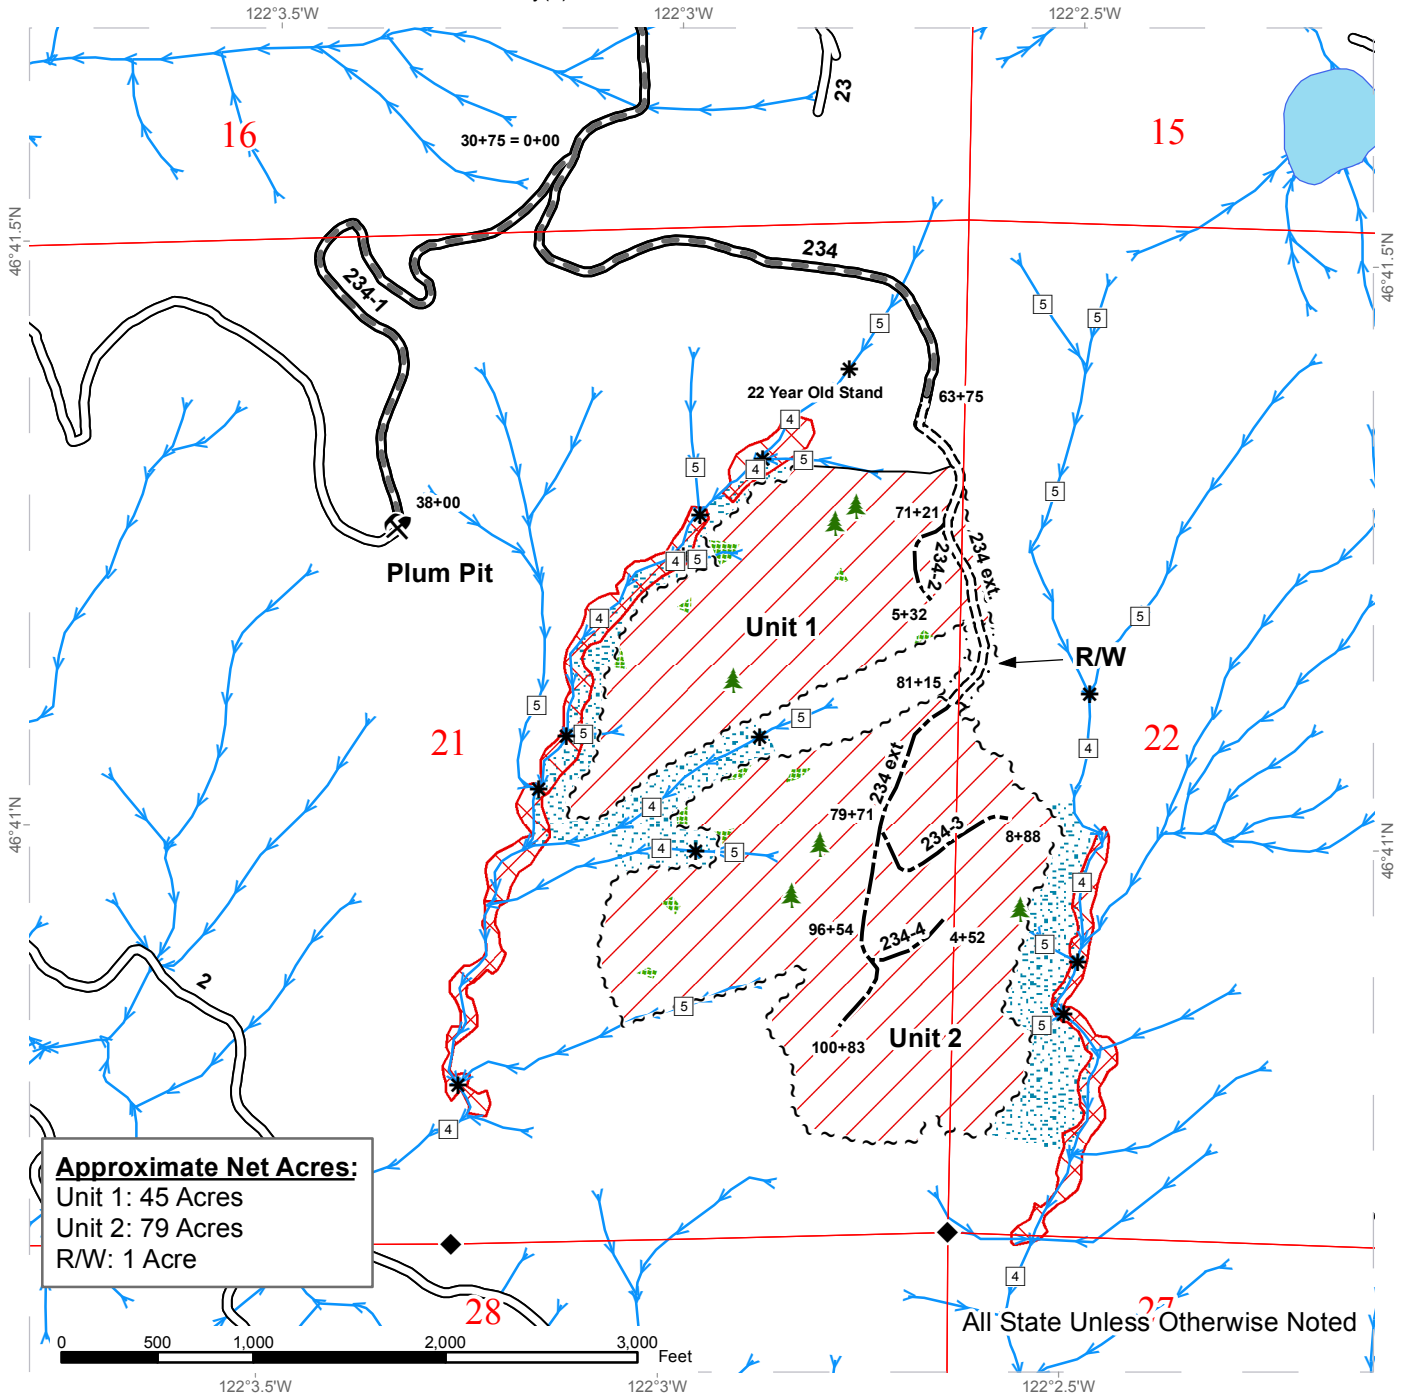 122°3.5'W
122°3'W
122°2.5'W
23
16
30+75 = 0+00
15
46°41.5'N
234
46°41.5'N
234-1
5
5
5
22 Year Old Stand
63+75
4
5
5
4
5
38+00
71+21
Plum Pit
234 ext.
4
5
234-2
4
5+32
5
Unit 1
R/W
81+15
5
5
5
21
4
22
234 ext
4
79+71
234-3
8+88
46°41'N
46°41'N
4
5
4
96+54
234-4
4+52
5
2
5
5
100+83
Unit 2
4
Approximate Net Acres:
Unit 1: 45 Acres
Unit 2: 79 Acres
R/W: 1 Acre
4
28
27
All State Unless Otherwise Noted
0
500
1,000
2,000
3,000
Feet
122°3.5'W
122°3'W
122°2.5'W